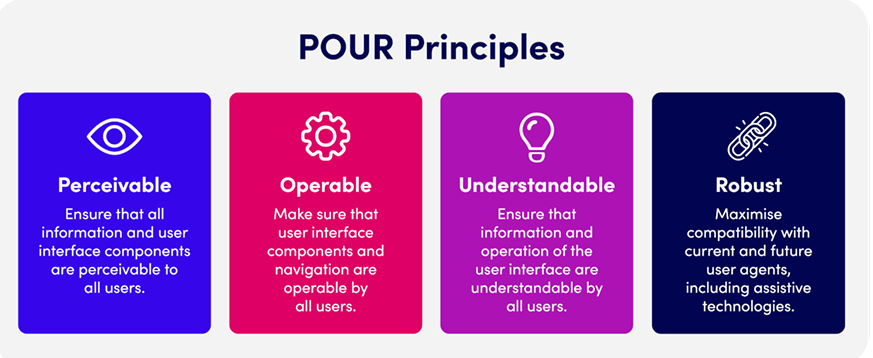 POUR Principles
Perceivable
Ensure that all
information and user
interface components
are perceivable to
all users.
Operable
Make sure that
user interface
components and
navigation are
operable by
all users.
Understandable
Ensure that
information and
operation of the
user interface are
understandable by
all users.
Robust
Maximise
compatibility with
current and future
user agents,
including assistive
technologies.